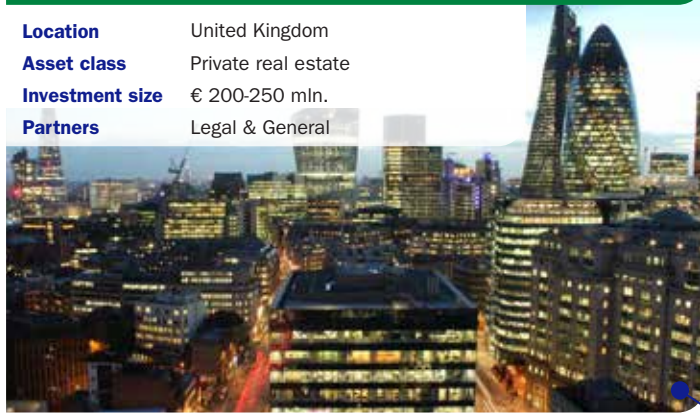 Location United Kingdom
Asset class Private real estate
Investment size € 200-250 mln.
Partners Legal & General